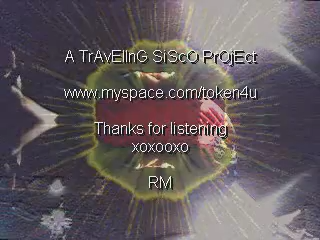 A TrAvEllnG SiScO PrOjEct
www.myspace.com/token4u
Thanks for listening
xoxooxo
RM